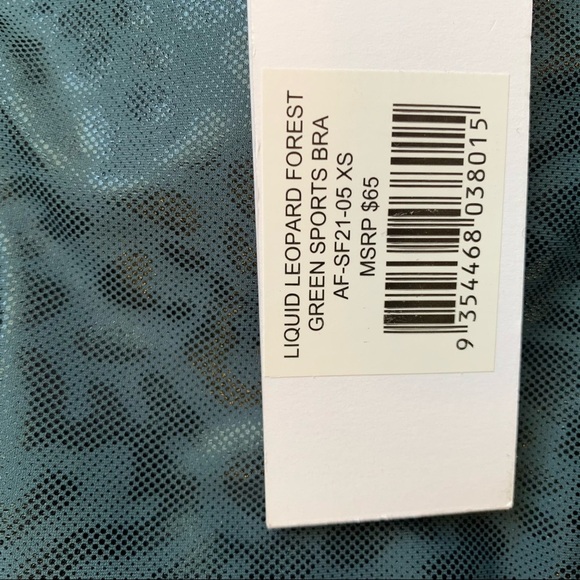 LIQUID LEOPARD FOREST
GREEN SPORTS BRA
AF-SF21-05 XS
MSRP $65
9 354468 038015